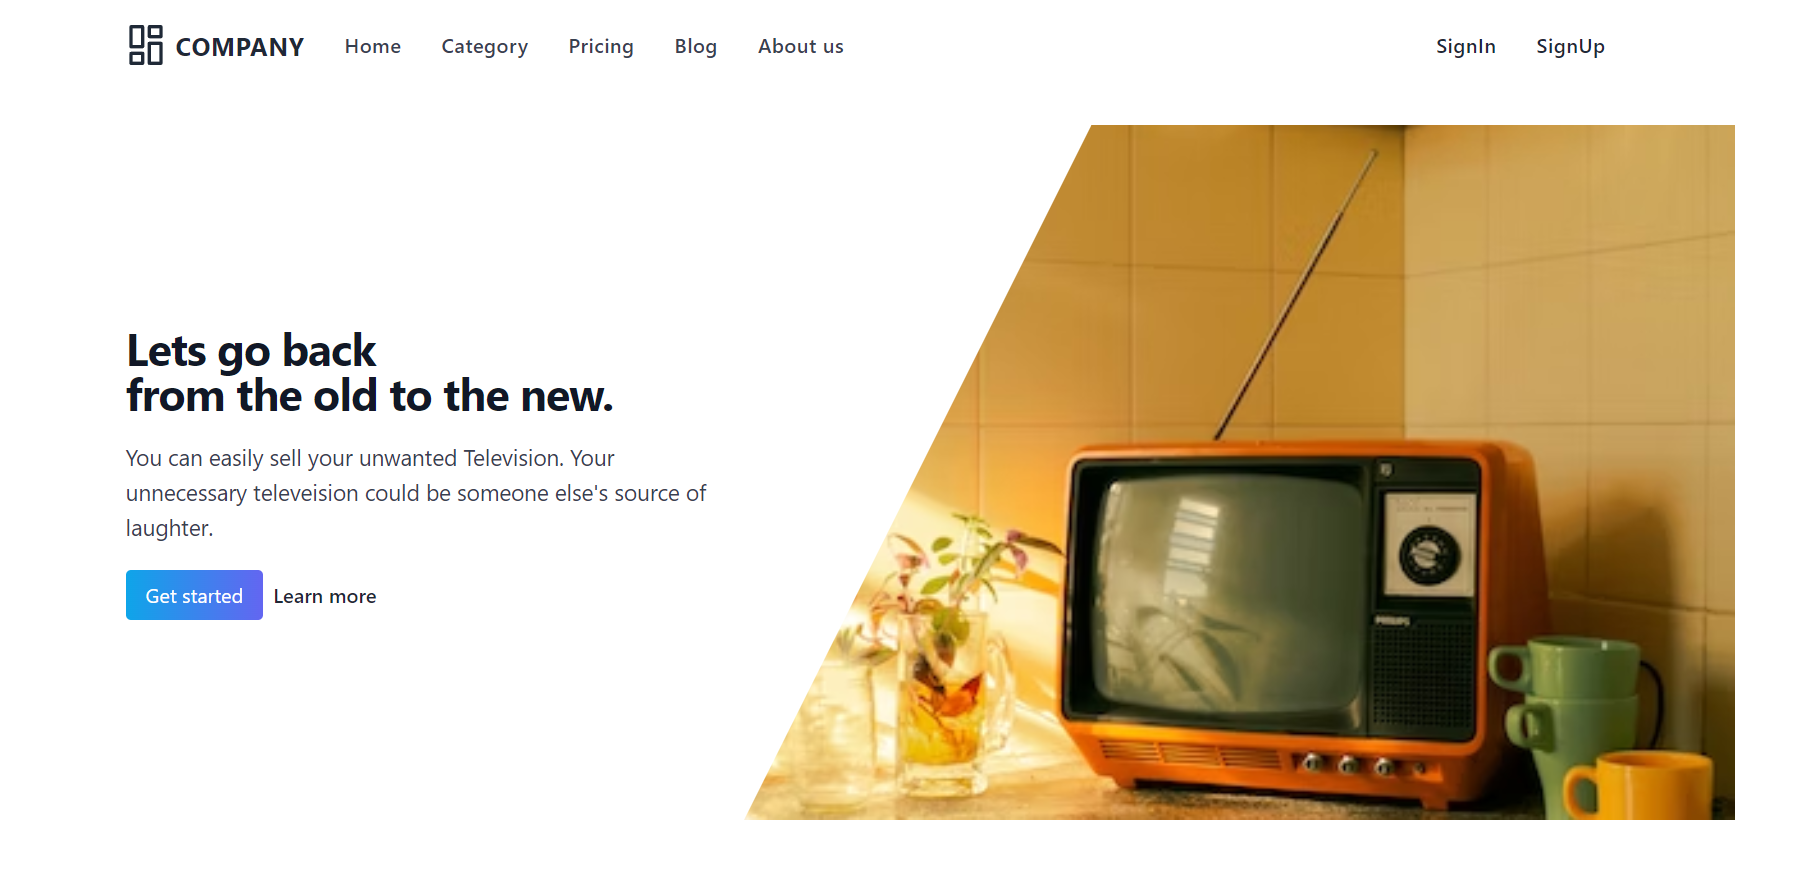 COMPANY Home Category Pricing Blog About us SignIn SignUp
Lets go back
from the old to the new.
You can easily sell your unwanted Television. Your
unnecessary televeision could be someone else's source of
laughter.
Get started Learn more
PHILIPS